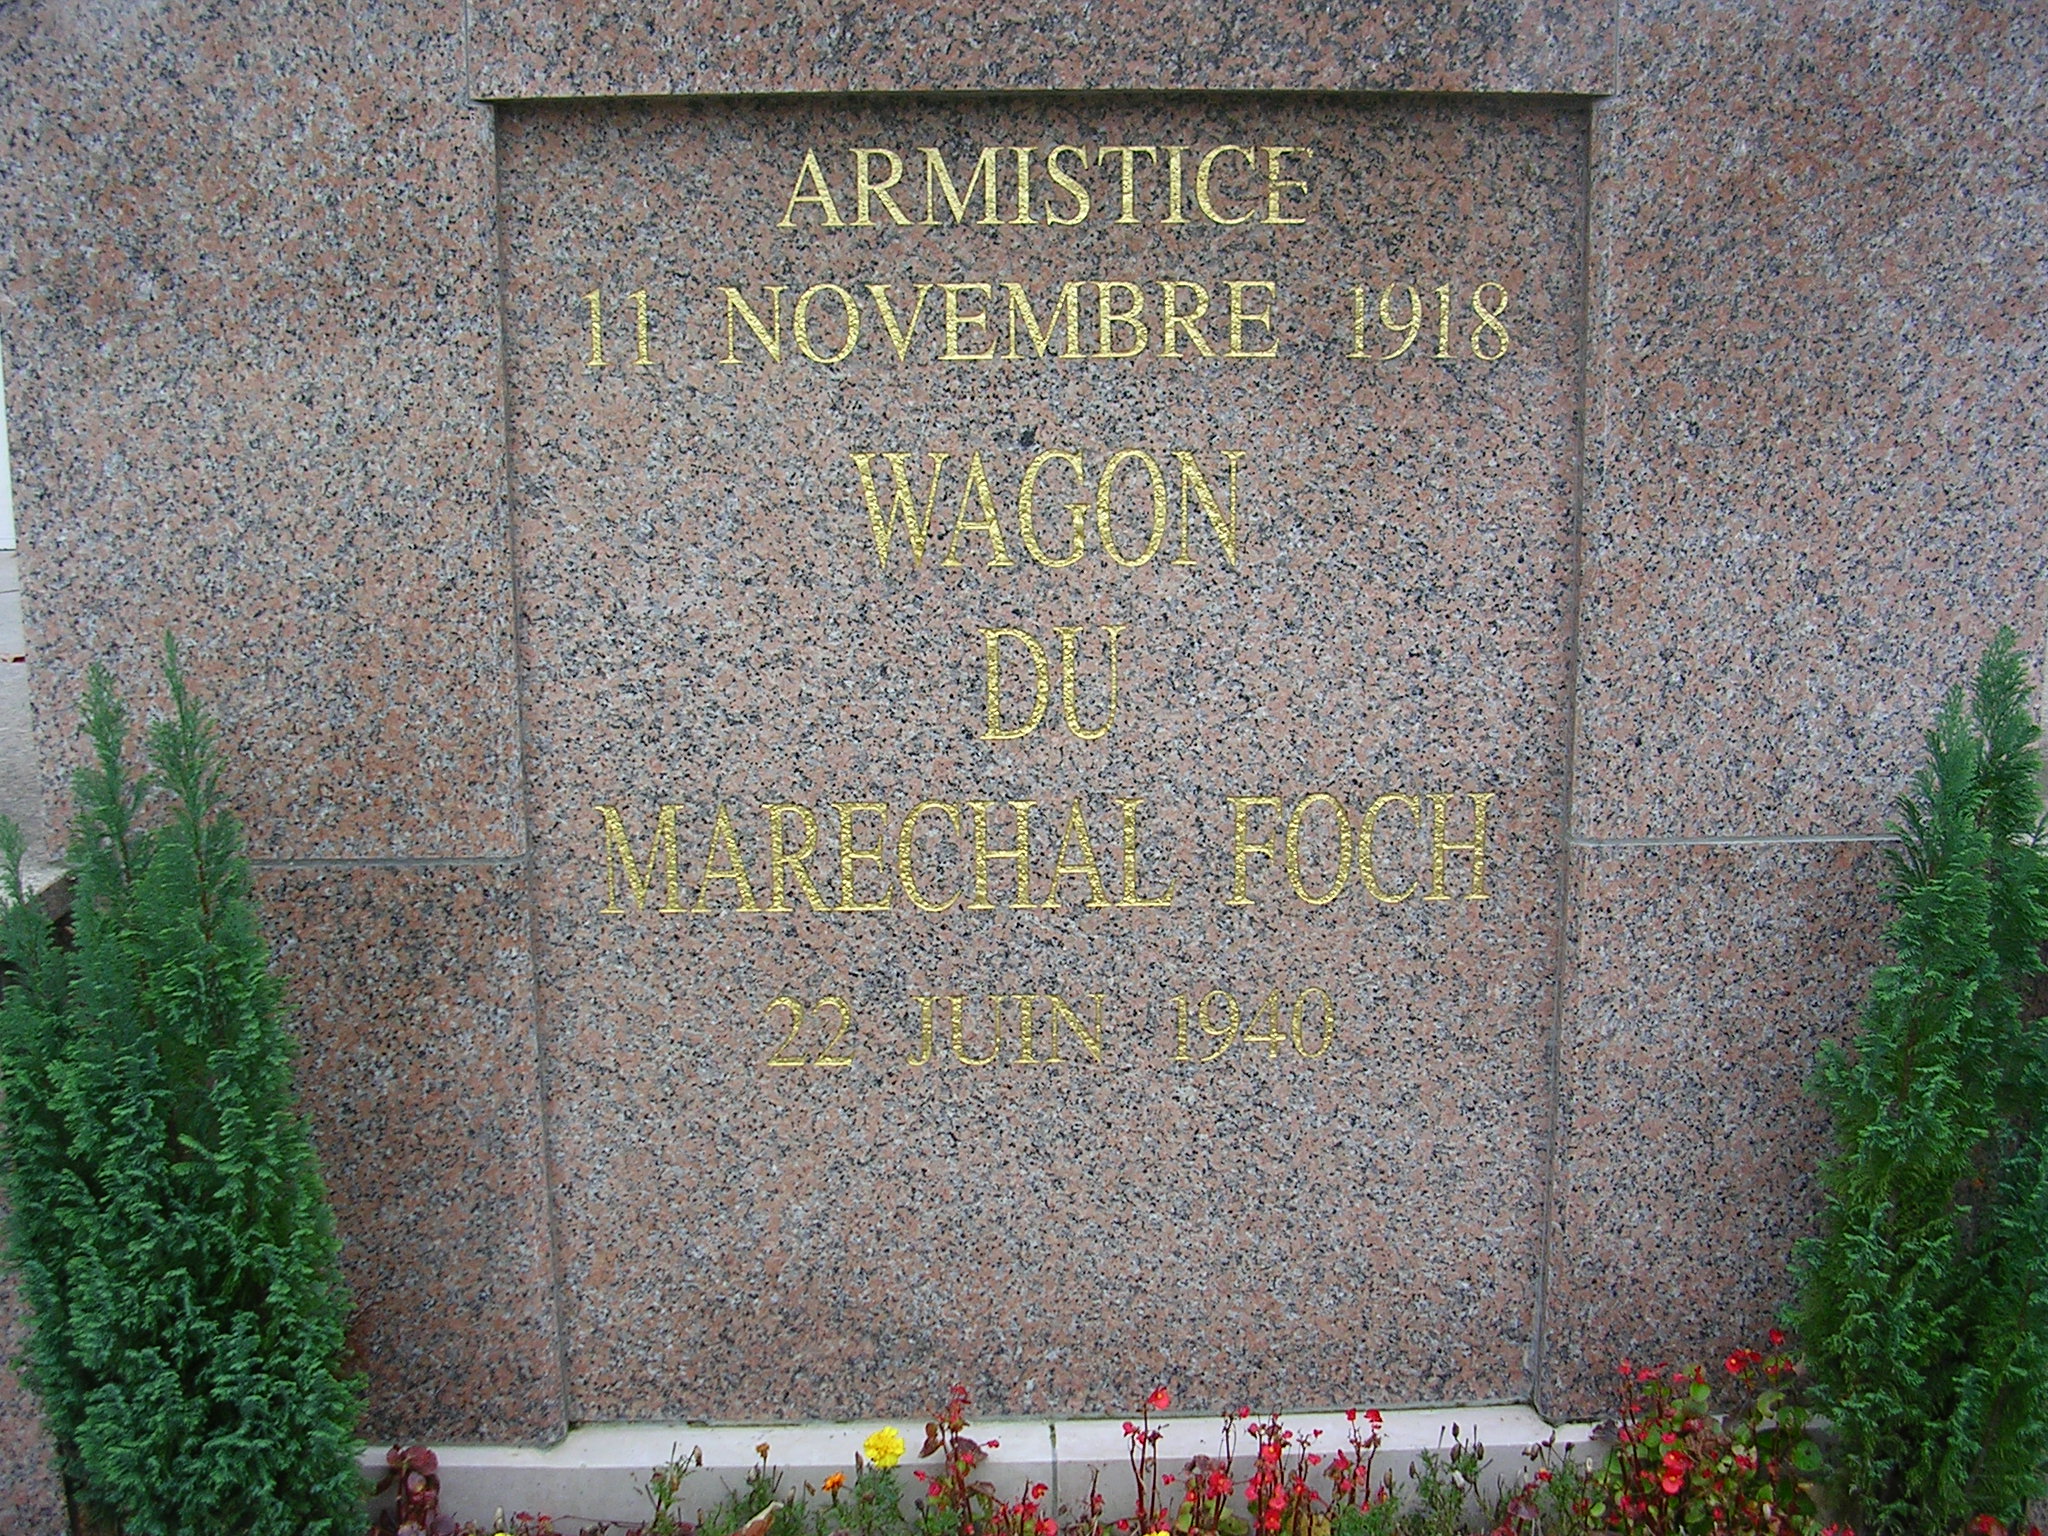 ARMISTICE
11 NOVEMBRE 1918
WAGON
DU
MARECHAL FOCH
22 JUIN 1940